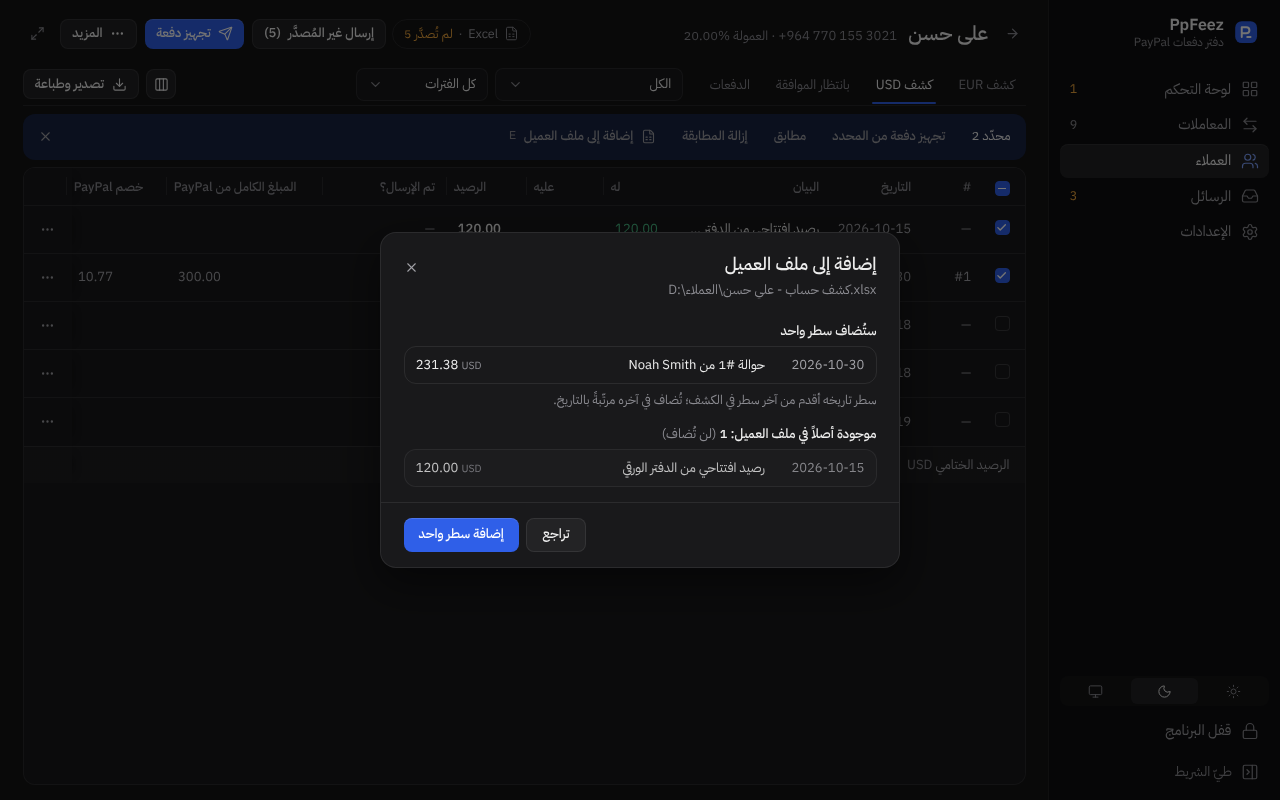 PpFeez
دفتر دفعات PayPal
لوحة التحكم 1
المعاملات 9
العملاء
الرسائل 3
الإعدادات
قفل البرنامج
طيّ الشريط
علي حسن
+964 770 155 3021 · العمولة 20.00%
Excel · لم تُصدَّر 5
إرسال غير المُصدَّر (5)
تجهيز دفعة
المزيد
كشف EUR
كشف USD
بانتظار الموافقة
الدفعات
الكل
كل الفترات
تصدير وطباعة
محدّد 2
تجهيز دفعة من المحدد
مطابق
إزالة المطابقة
إضافة إلى ملف العميل E
# التاريخ البيان له عليه الرصيد تم الإرسال؟ المبلغ الكامل من PayPal خصم PayPal
— 2026-10-15 رصيد افتتاحي من الدفتر ... 120.00 120.00 —
#1 30 300.00 10.77
— 18
— 18
— 19
الرصيد الختامي USD
إضافة إلى ملف العميل
D:\العملاء\كشف حساب - علي حسن.xlsx
ستُضاف سطر واحد
2026-10-30 حوالة #1 من Noah Smith 231.38 USD
سطر تاريخه أقدم من آخر سطر في الكشف؛ تُضاف في آخره مرتّبةً بالتاريخ.
موجودة أصلاً في ملف العميل: 1 (لن تُضاف)
2026-10-15 رصيد افتتاحي من الدفتر الورقي 120.00 USD
تراجع
إضافة سطر واحد